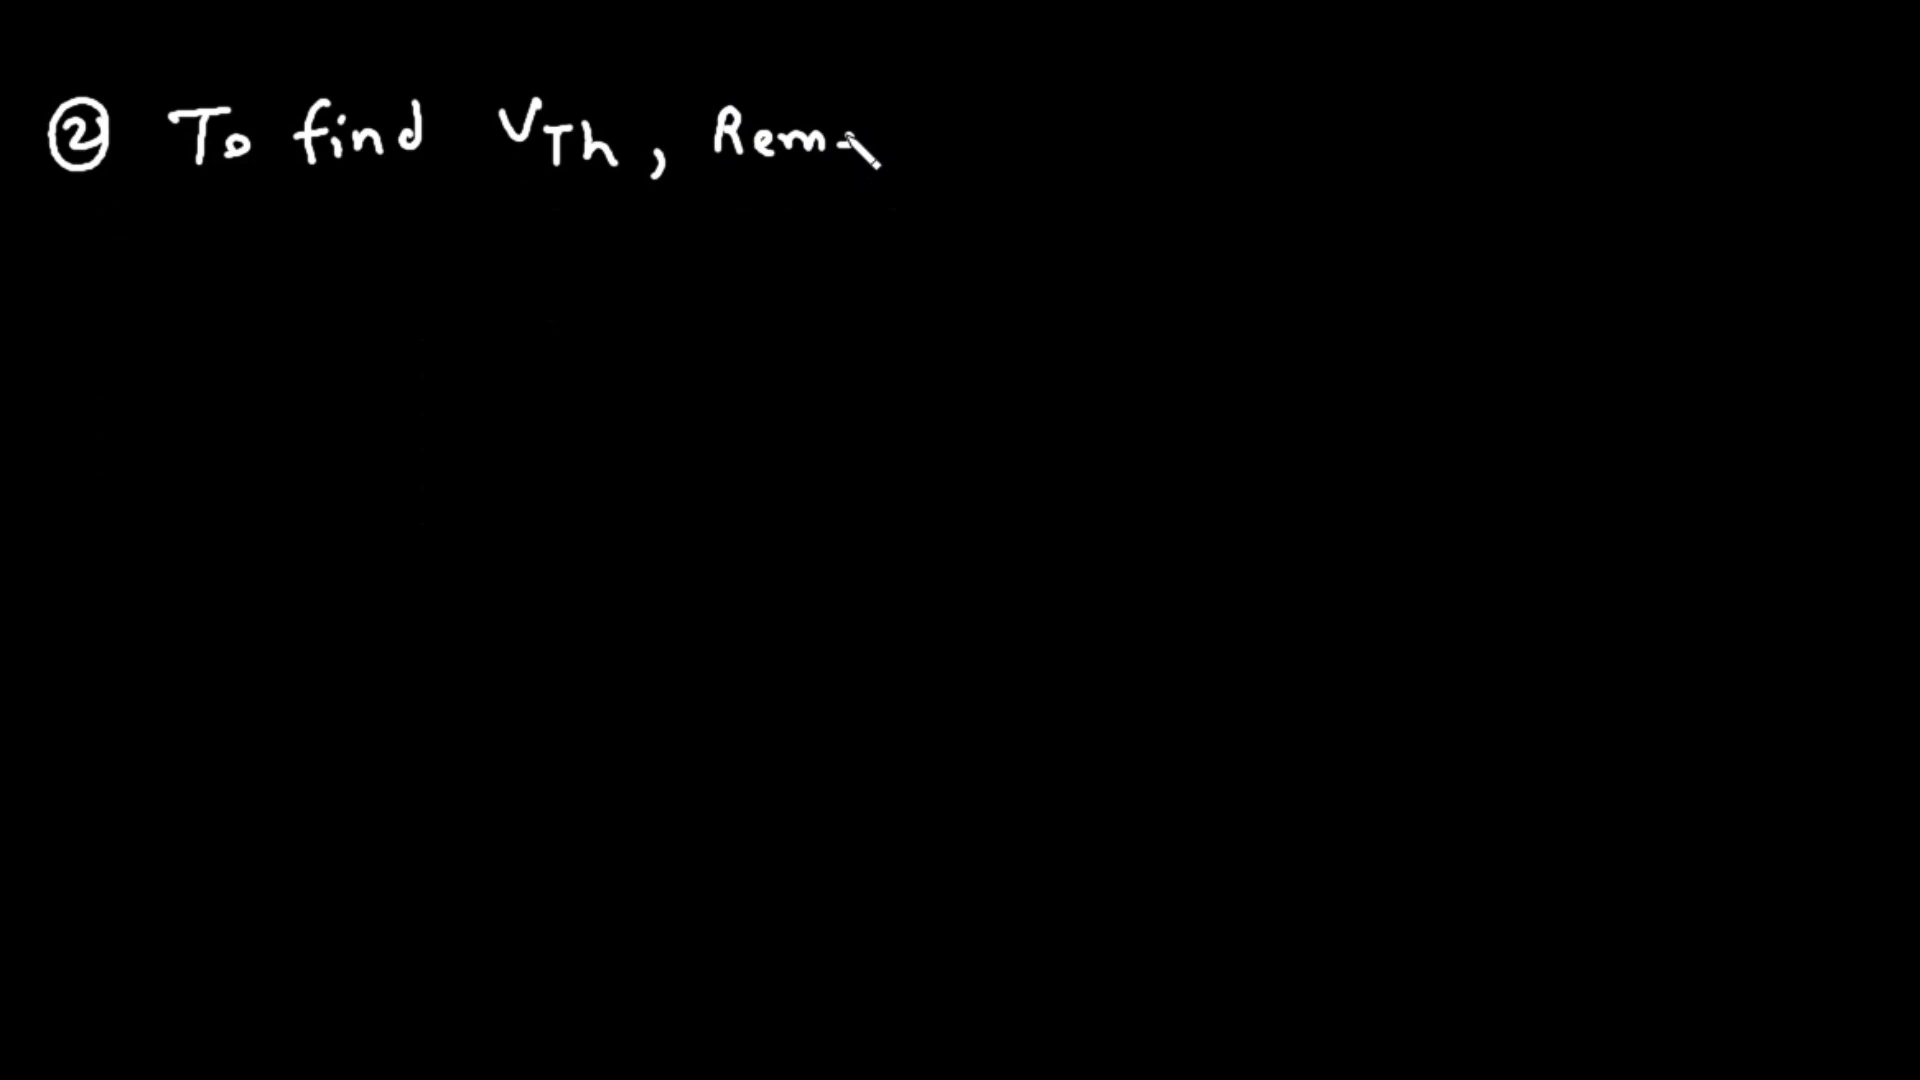 ② To find VTh, Rem